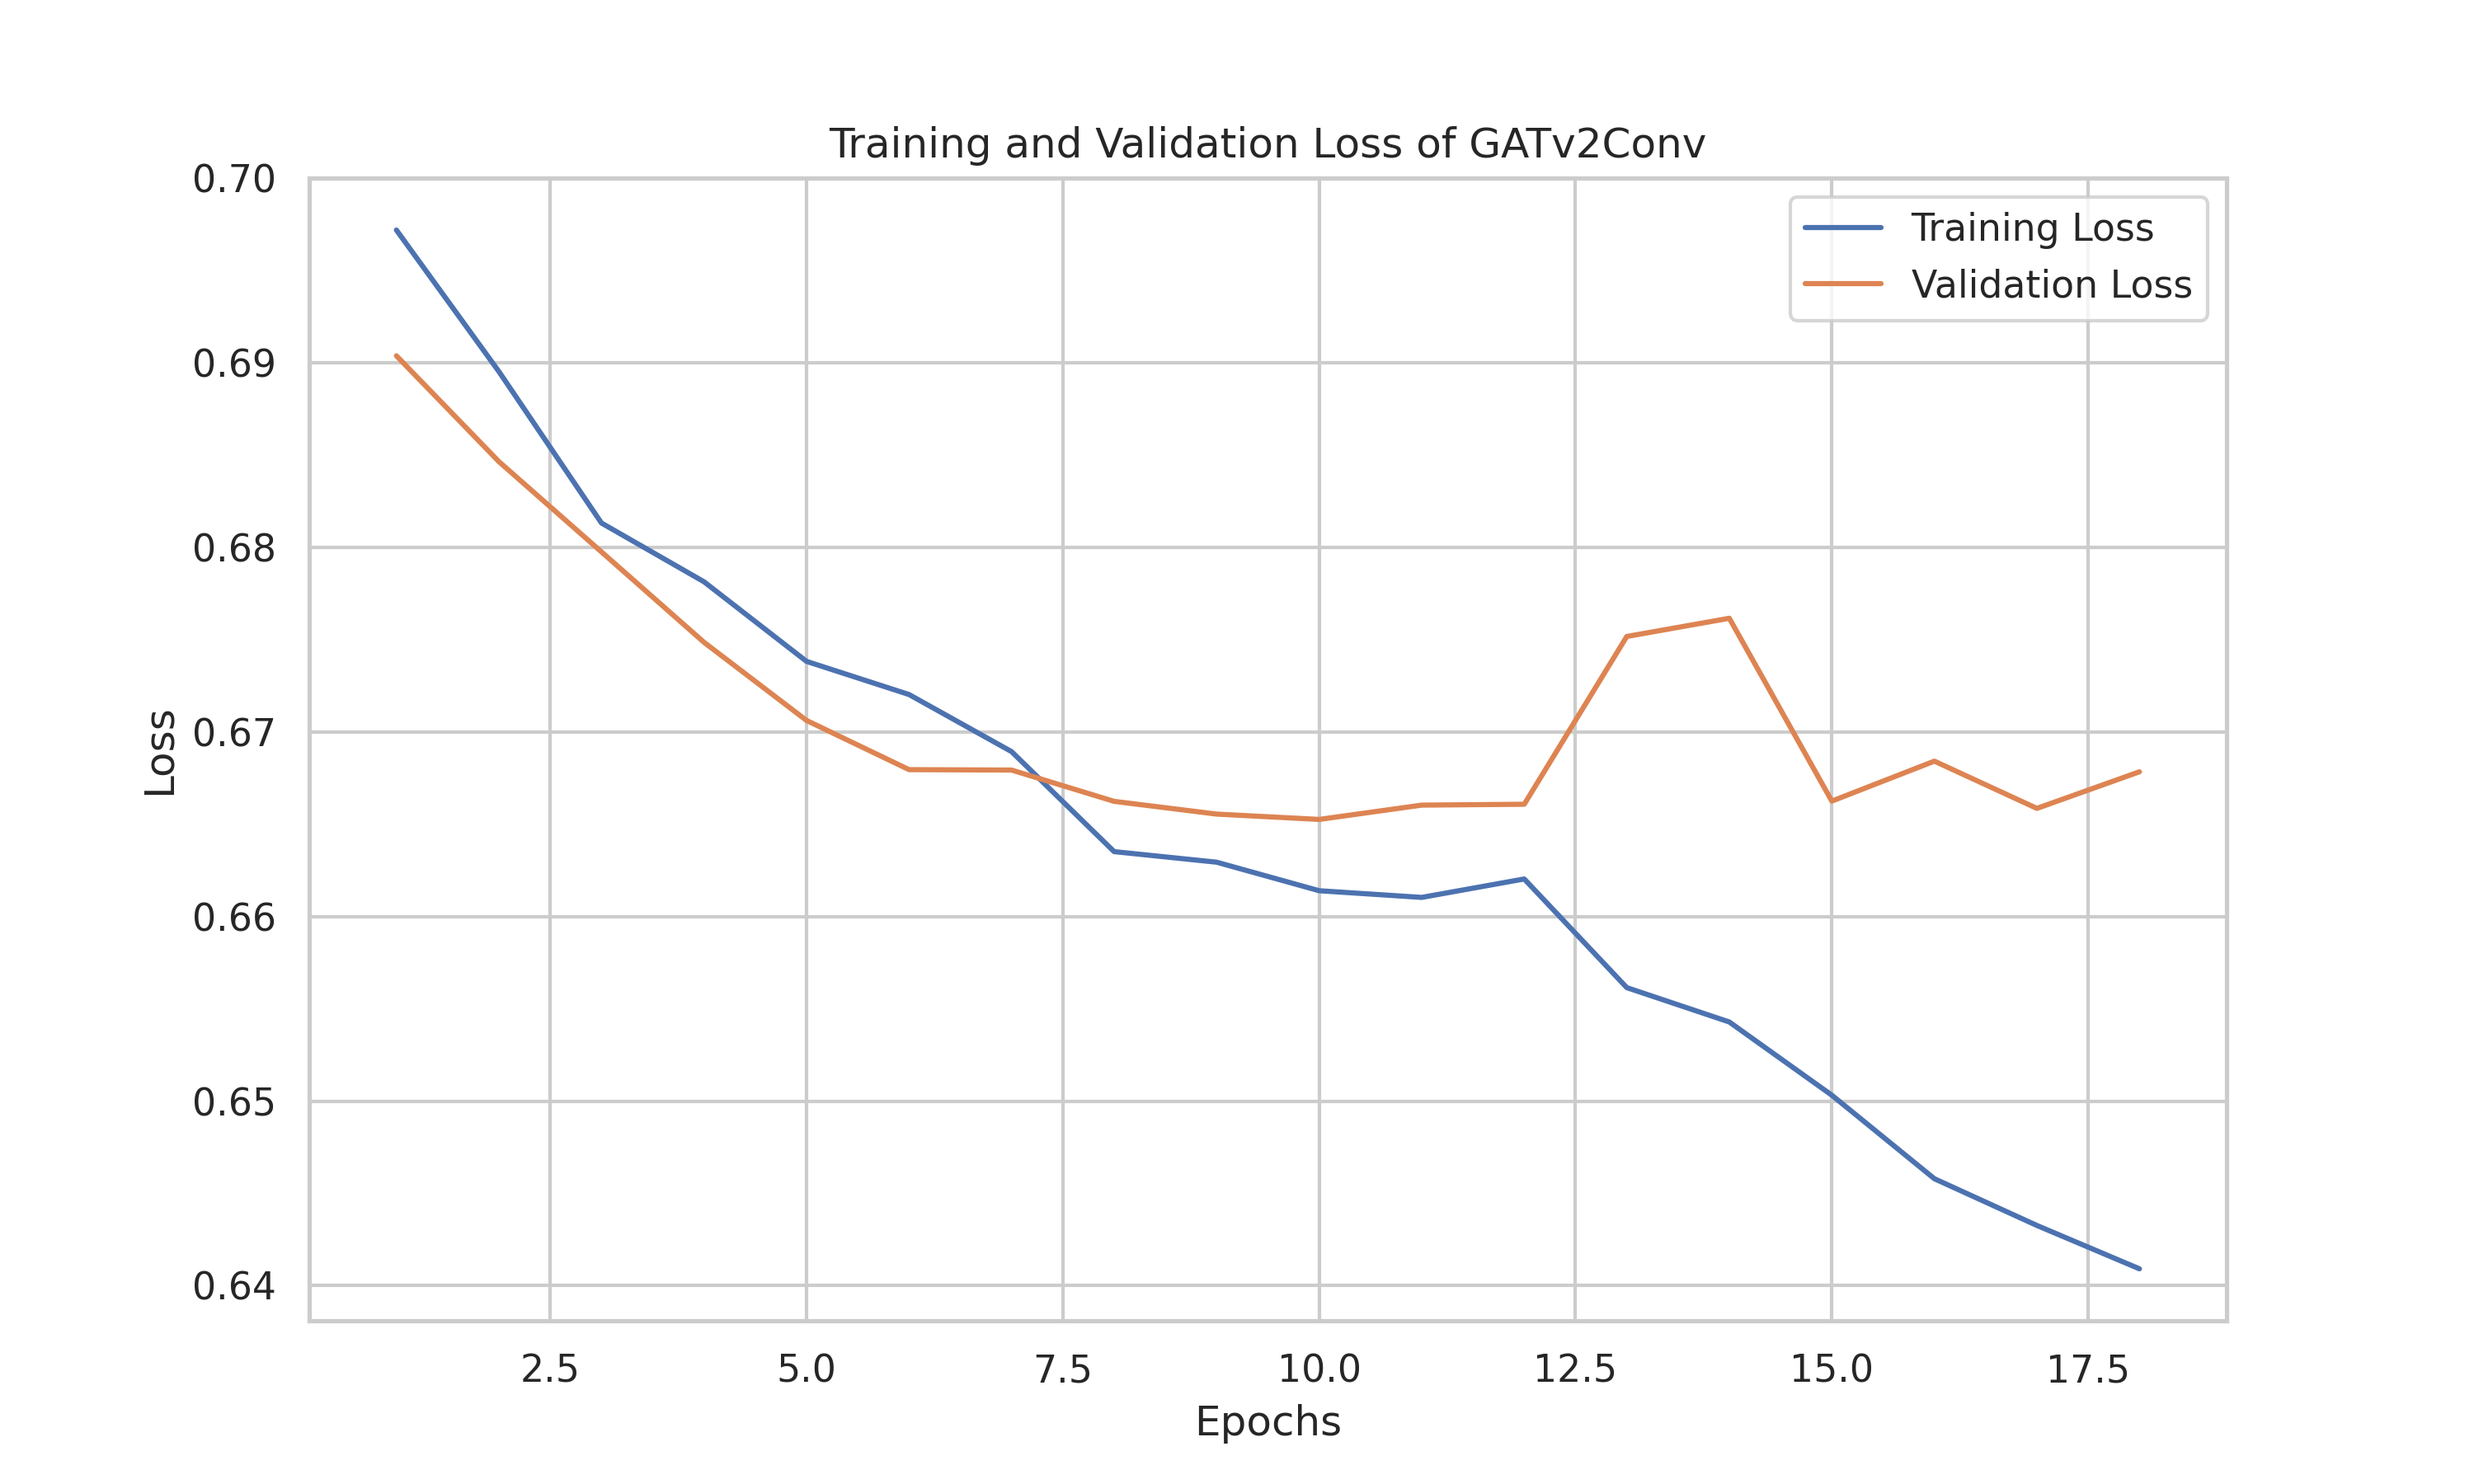 Training and Validation Loss of GATv2Conv
Training Loss
Validation Loss
0.70
0.69
0.68
0.67
0.66
0.65
0.64
Loss
2.5 5.0 7.5 10.0 12.5 15.0 17.5
Epochs